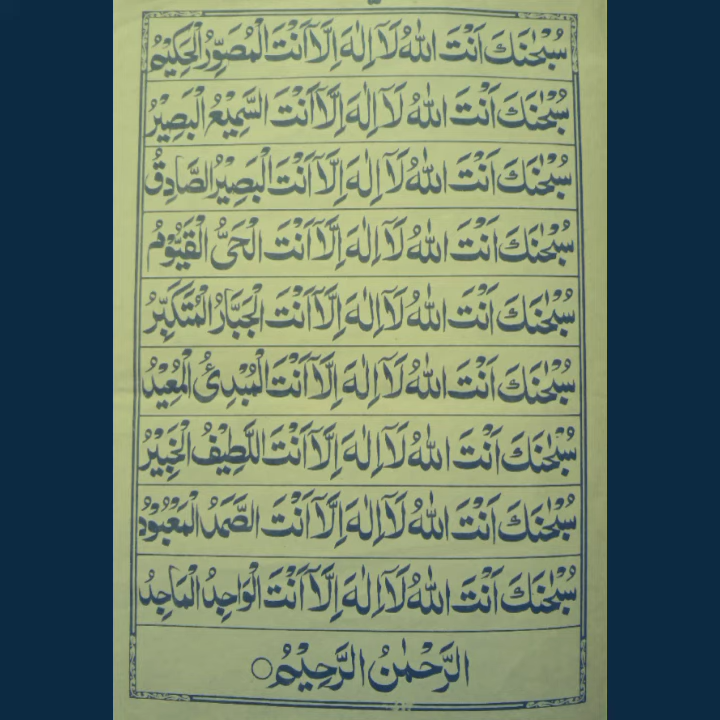 سُبْحٰنَكَ اَنْتَ اللّٰهُ لَآ اِلٰهَ اِلَّآ اَنْتَ الْمُصَوِّرُ الْحَكِيْمُ
سُبْحٰنَكَ اَنْتَ اللّٰهُ لَآ اِلٰهَ اِلَّآ اَنْتَ السَّمِيْعُ الْبَصِيْرُ
سُبْحٰنَكَ اَنْتَ اللّٰهُ لَآ اِلٰهَ اِلَّآ اَنْتَ الْبَصِيْرُ الصَّادِقُ
سُبْحٰنَكَ اَنْتَ اللّٰهُ لَآ اِلٰهَ اِلَّآ اَنْتَ الْحَىُّ الْقَيُّوْمُ
سُبْحٰنَكَ اَنْتَ اللّٰهُ لَآ اِلٰهَ اِلَّآ اَنْتَ الْجَبَّارُ الْمُتَكَبِّرُ
سُبْحٰنَكَ اَنْتَ اللّٰهُ لَآ اِلٰهَ اِلَّآ اَنْتَ الْمُبْدِئُ الْمُعِيْدُ
سُبْحٰنَكَ اَنْتَ اللّٰهُ لَآ اِلٰهَ اِلَّآ اَنْتَ اللَّطِيْفُ الْخَبِيْرُ
سُبْحٰنَكَ اَنْتَ اللّٰهُ لَآ اِلٰهَ اِلَّآ اَنْتَ الصَّمَدُ الْمَعْبُوْدُ
سُبْحٰنَكَ اَنْتَ اللّٰهُ لَآ اِلٰهَ اِلَّآ اَنْتَ الْوَاجِدُ الْمَاجِدُ
الرَّحْمٰنُ الرَّحِيْمُ ○